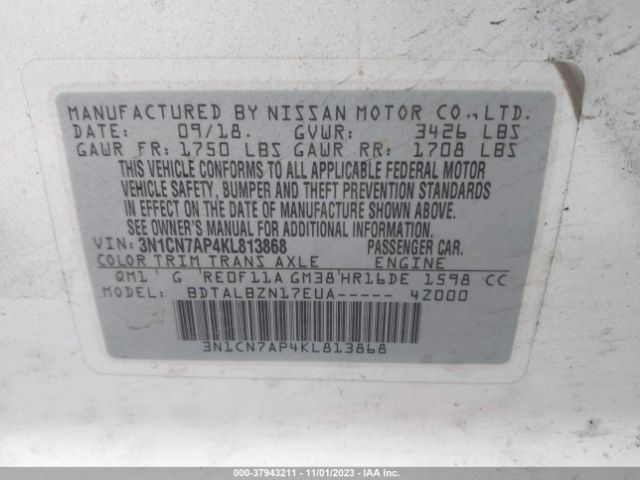 MANUFACTURED BY NISSAN MOTOR CO., LTD.
DATE: 09/18. GVWR: 3426 LBS
GAWR FR: 1750 LBS GAWR RR: 1708 LBS
THIS VEHICLE CONFORMS TO ALL APPLICABLE FEDERAL MOTOR
VEHICLE SAFETY, BUMPER AND THEFT PREVENTION STANDARDS
IN EFFECT ON THE DATE OF MANUFACTURE SHOWN ABOVE.
SEE OWNER'S MANUAL FOR ADDITIONAL INFORMATION.
VIN: 3N1CN7AP4KL813868 PASSENGER CAR.
COLOR TRIM TRANS AXLE ENGINE
QM1 G RE0F11A GM38 HR16DE 1598 CC
MODEL: BDTALBZN17EUA----- 4Z000
3N1CN7AP4KL813868
000-37943211 - 11/01/2023 - IAA Inc.